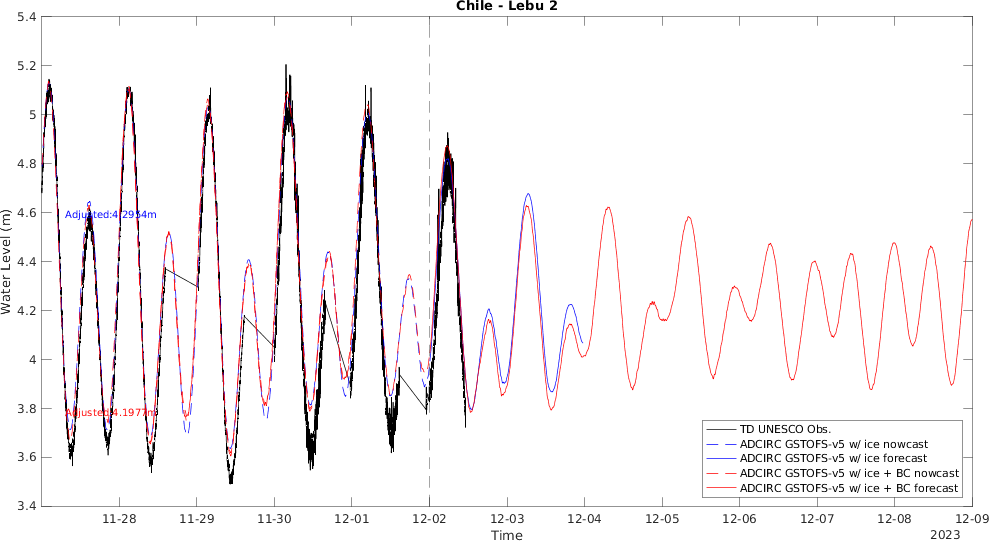 Chile - Lebu 2
5.4
5.2
5
4.8
4.6
4.4
4.2
4
3.8
3.6
3.4
Water Level (m)
Adjusted:4.2954m
Adjusted:4.1977m
TD UNESCO Obs.
ADCIRC GSTOFS-v5 w/ ice nowcast
ADCIRC GSTOFS-v5 w/ ice forecast
ADCIRC GSTOFS-v5 w/ ice + BC nowcast
ADCIRC GSTOFS-v5 w/ ice + BC forecast
11-28 11-29 11-30 12-01 12-02 12-03 12-04 12-05 12-06 12-07 12-08 12-09
Time
2023